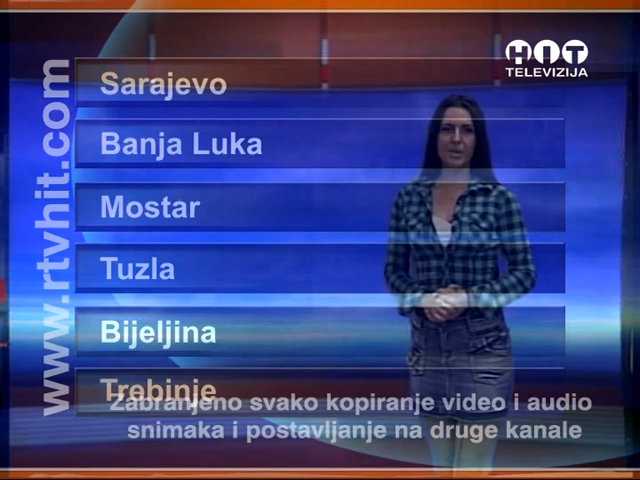 HIT
TELEVIZIJA
www.rtvhit.com
Sarajevo
Banja Luka
Mostar
Tuzla
Bijeljina
Trebinje
Zabranjeno svako kopiranje video i audio
snimaka i postavljanje na druge kanale